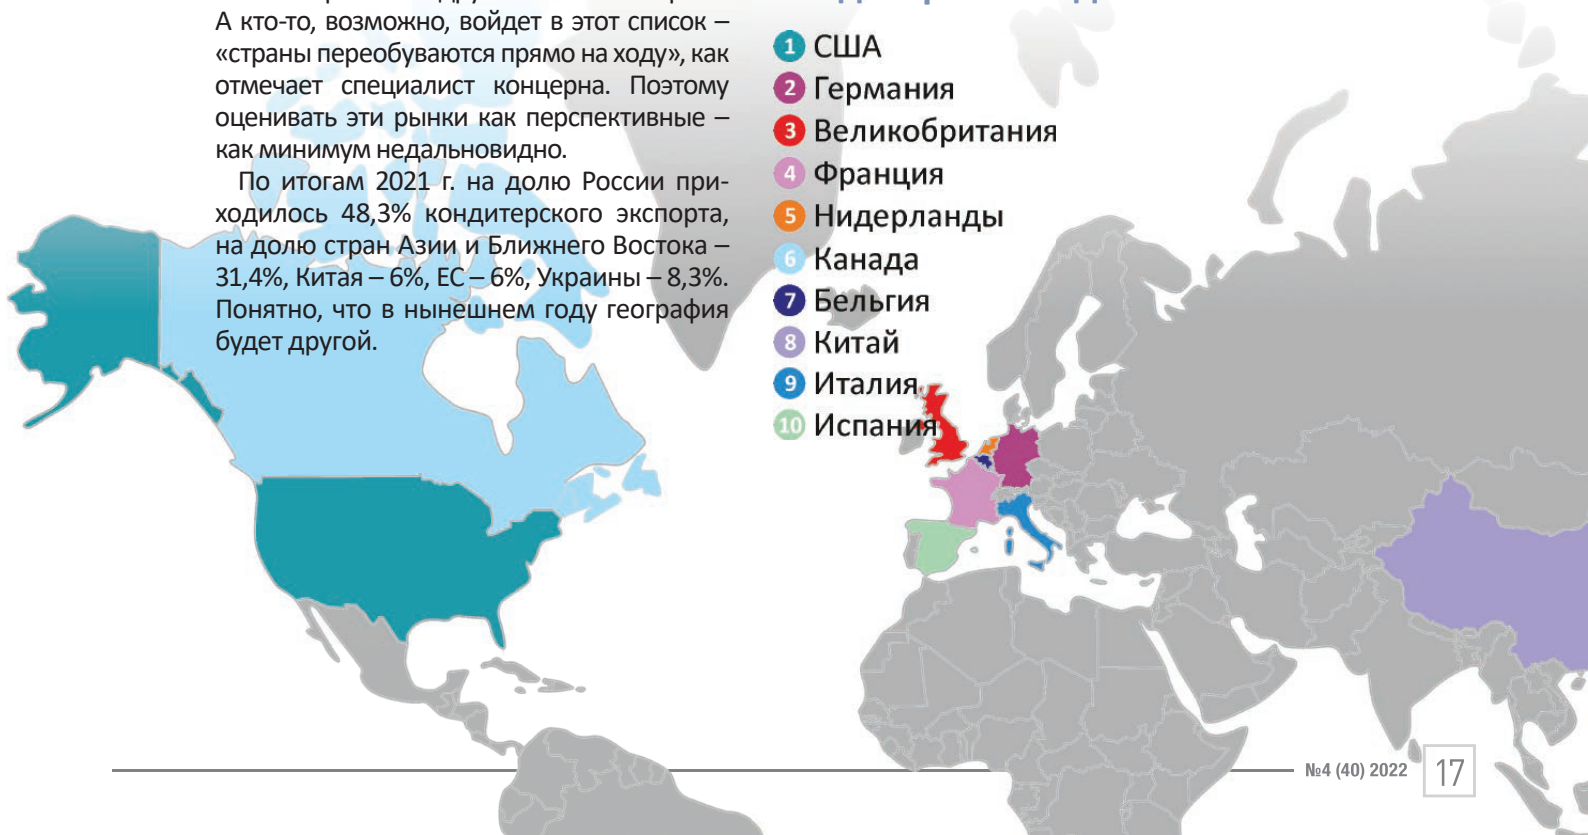 А кто-то, возможно, войдет в этот список –
«страны переобуваются прямо на ходу», как
отмечает специалист концерна. Поэтому
оценивать эти рынки как перспективные –
как минимум недальновидно.
По итогам 2021 г. на долю России при-
ходилось 48,3% кондитерского экспорта,
на долю стран Азии и Ближнего Востока –
31,4%, Китая – 6%, ЕС – 6%, Украины – 8,3%.
Понятно, что в нынешнем году география
будет другой.
1 США
2 Германия
3 Великобритания
4 Франция
5 Нидерланды
6 Канада
7 Бельгия
8 Китай
9 Италия
10 Испания
№4 (40) 2022
17